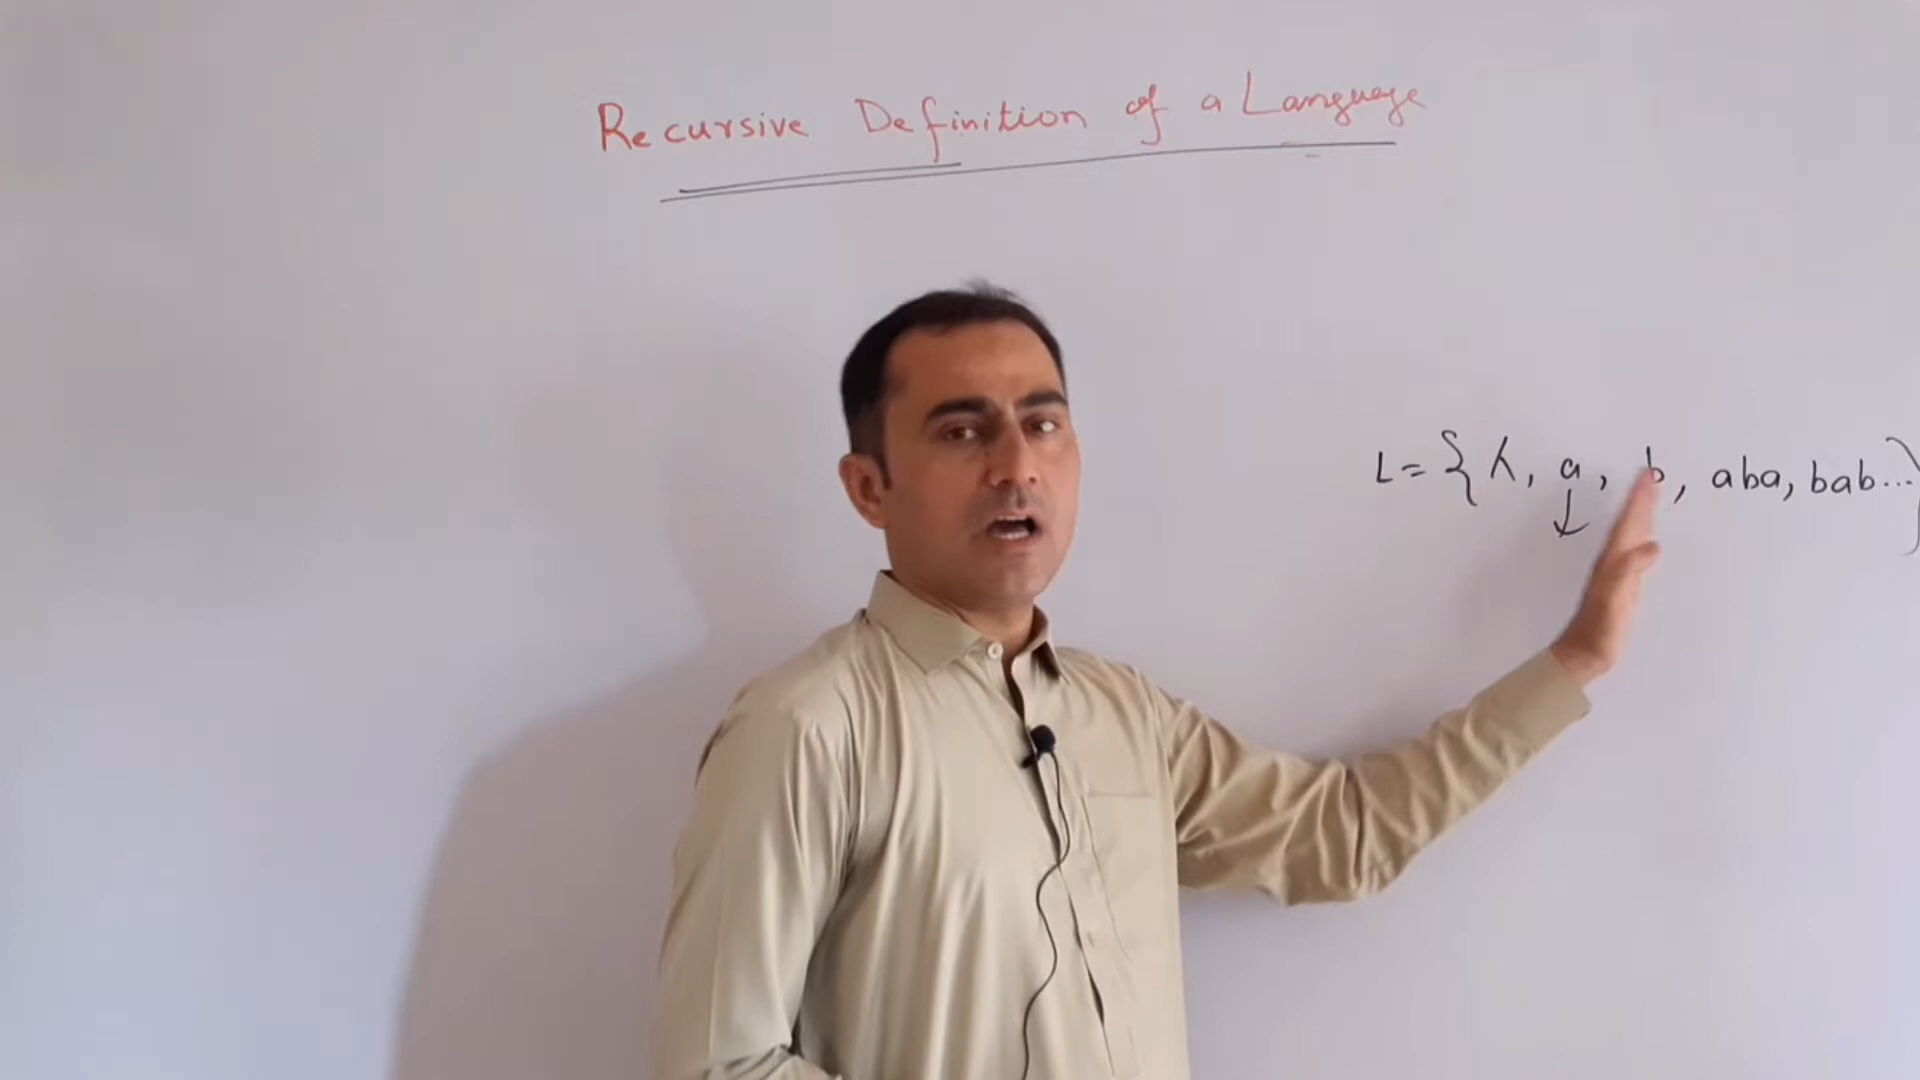 Recursive Definition of a Language
L = { λ, a, b, aba, bab... }